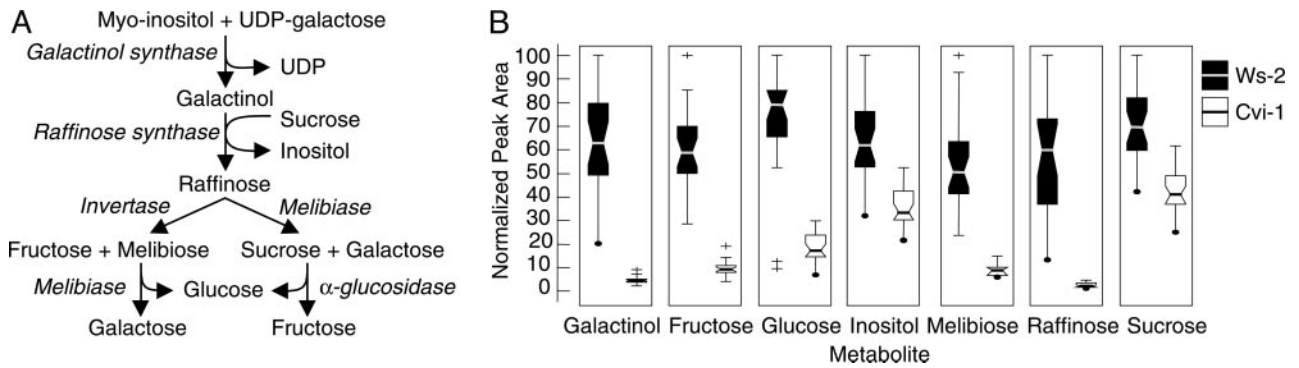 A
Myo-inositol + UDP-galactose
Galactinol synthase
UDP
Galactinol
Raffinose synthase
Sucrose
Inositol
Raffinose
Invertase
Melibiase
Fructose + Melibiose
Sucrose + Galactose
Melibiase
Glucose
α-glucosidase
Galactose
Fructose
B
Normalized Peak Area
100
90
80
70
60
50
40
30
20
10
0
Galactinol Fructose Glucose Inositol Melibiose Raffinose Sucrose
Metabolite
Ws-2
Cvi-1